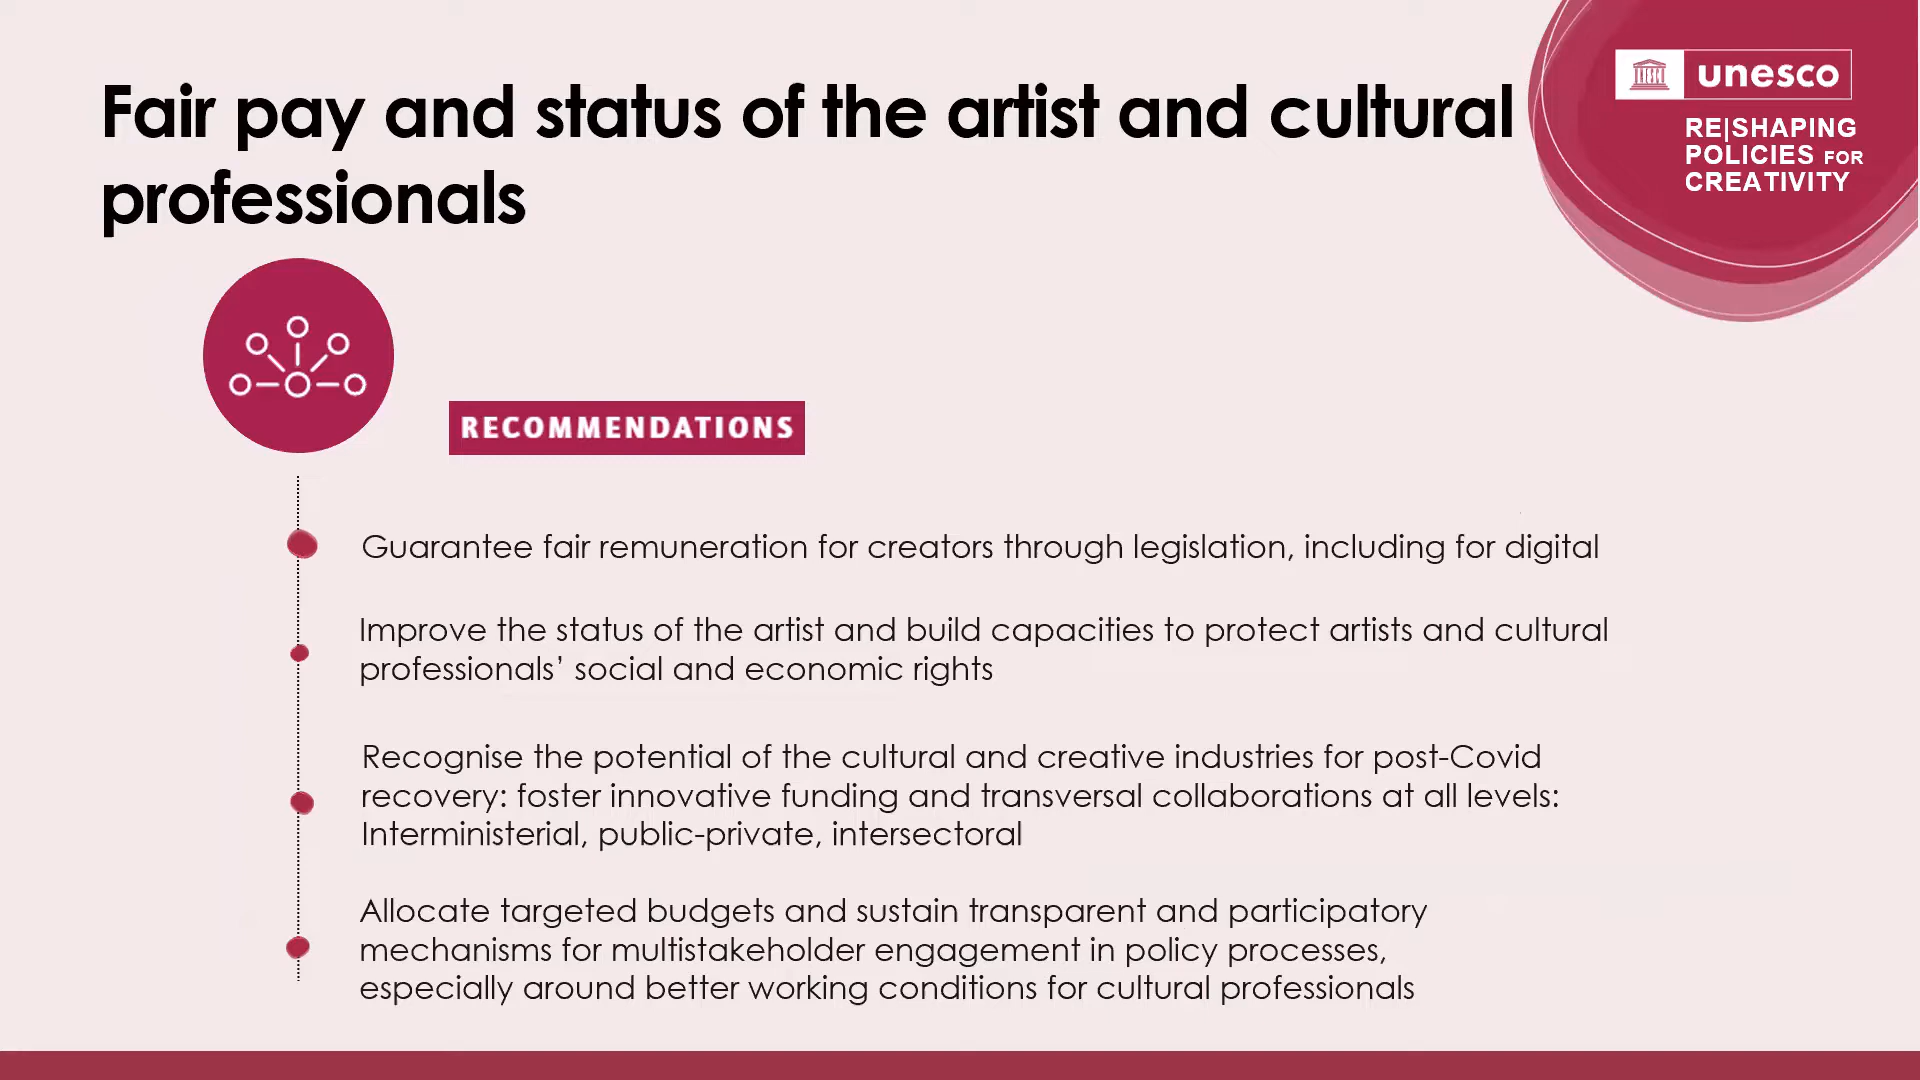 Fair pay and status of the artist and cultural
professionals
unesco
RE|SHAPING
POLICIES FOR
CREATIVITY
RECOMMENDATIONS
Guarantee fair remuneration for creators through legislation, including for digital
Improve the status of the artist and build capacities to protect artists and cultural
professionals’ social and economic rights
Recognise the potential of the cultural and creative industries for post-Covid
recovery: foster innovative funding and transversal collaborations at all levels:
Interministerial, public-private, intersectoral
Allocate targeted budgets and sustain transparent and participatory
mechanisms for multistakeholder engagement in policy processes,
especially around better working conditions for cultural professionals